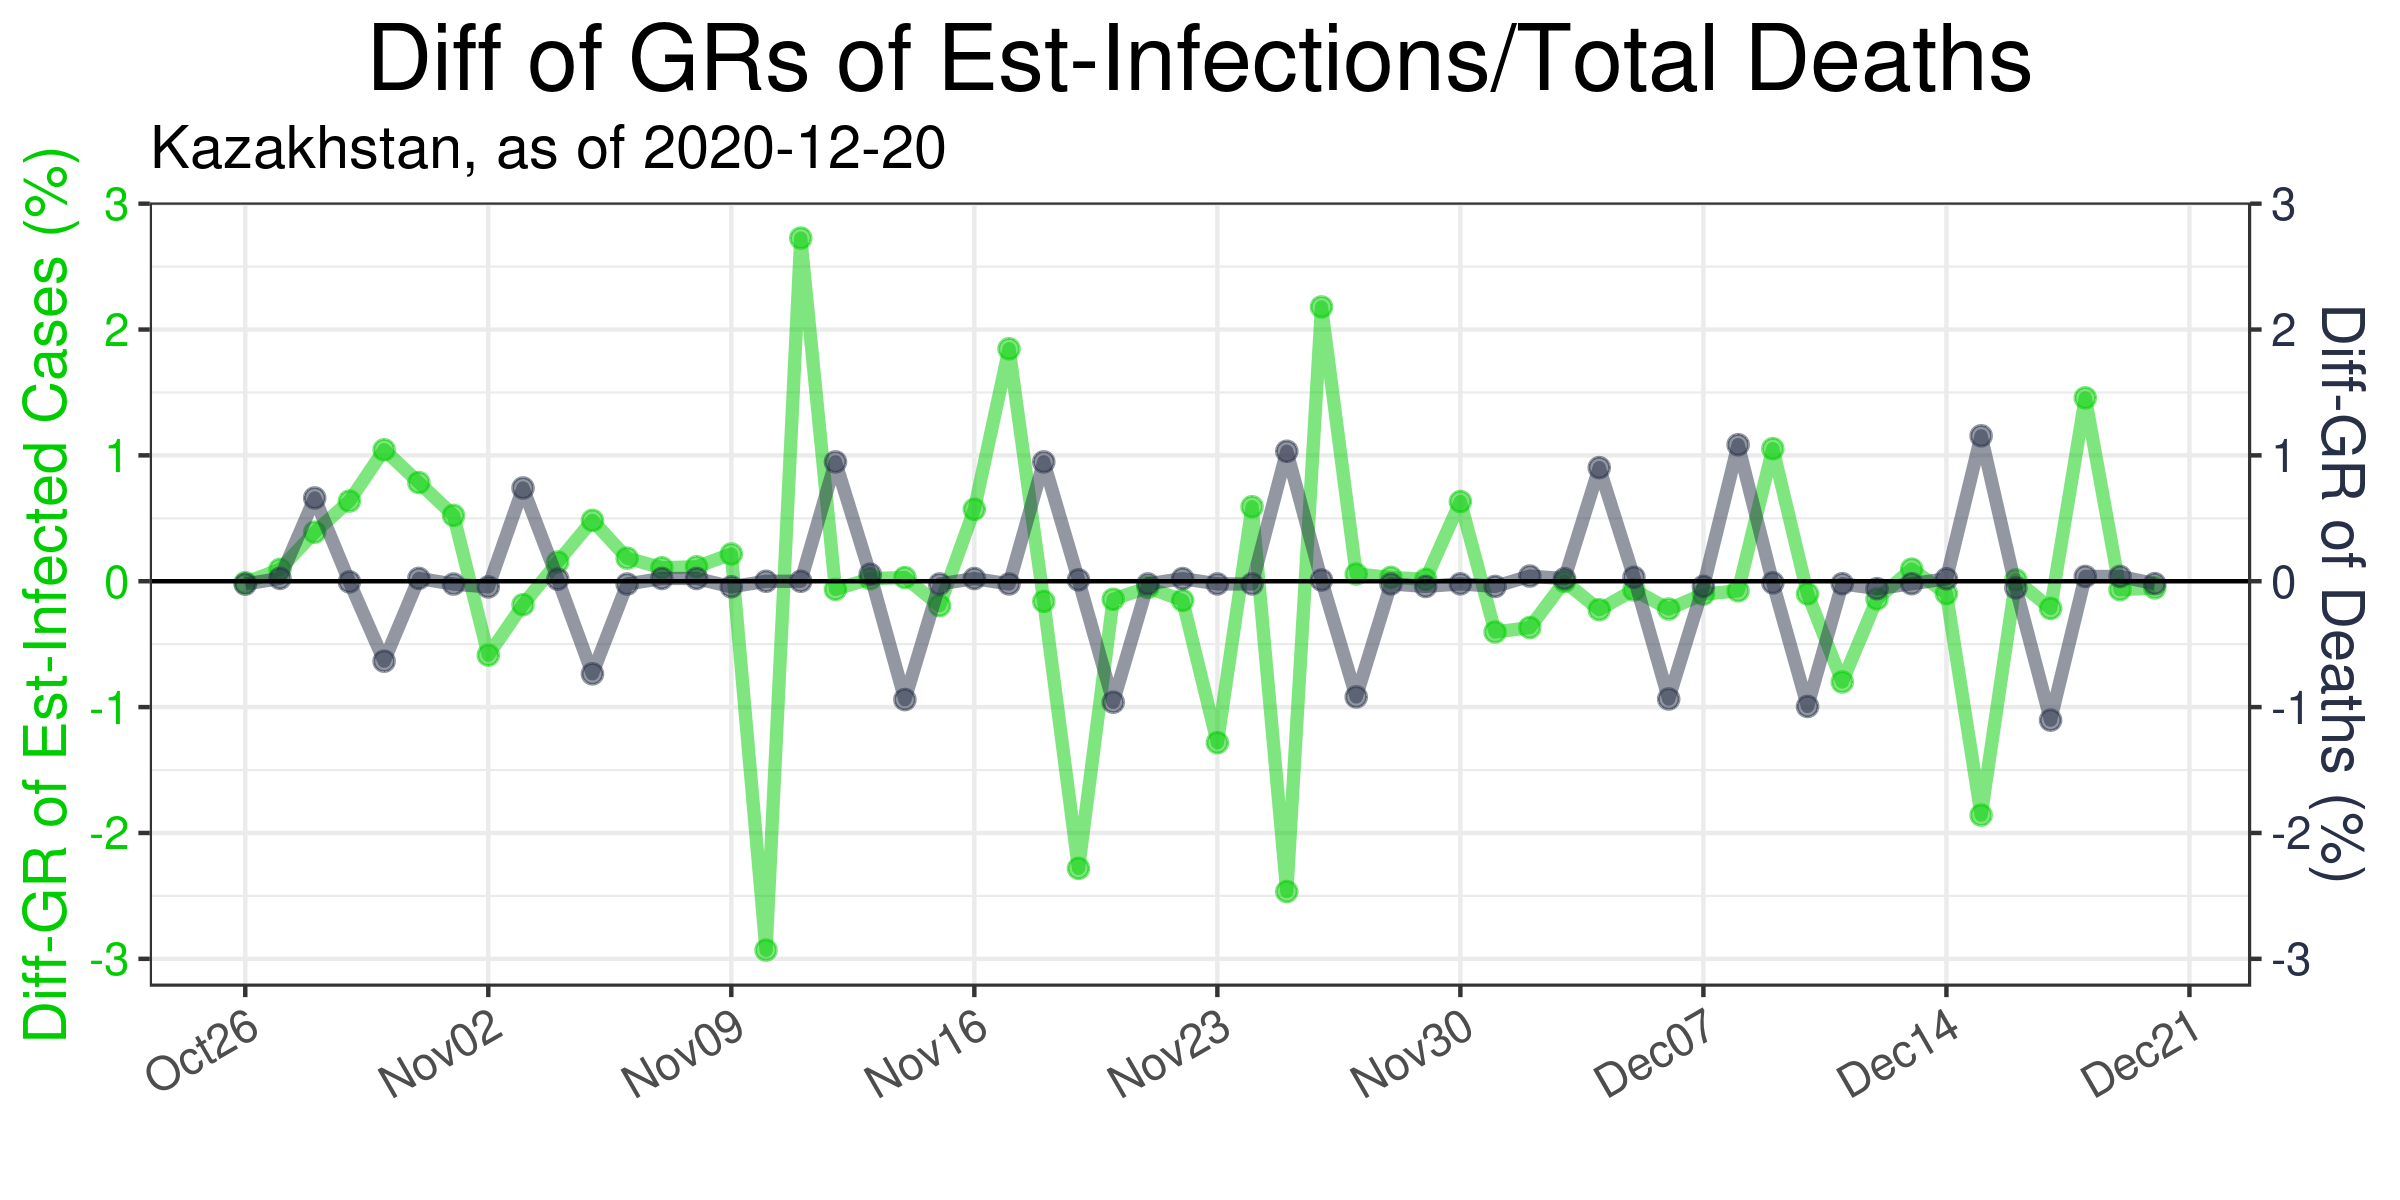 Diff of GRs of Est-Infections/Total Deaths
Kazakhstan, as of 2020-12-20
Diff-GR of Est-Infected Cases (%)
3
2
1
0
-1
-2
-3
3
2
1
0
-1
-2
-3
Diff-GR of Deaths (%)
Oct26
Nov02
Nov09
Nov16
Nov23
Nov30
Dec07
Dec14
Dec21